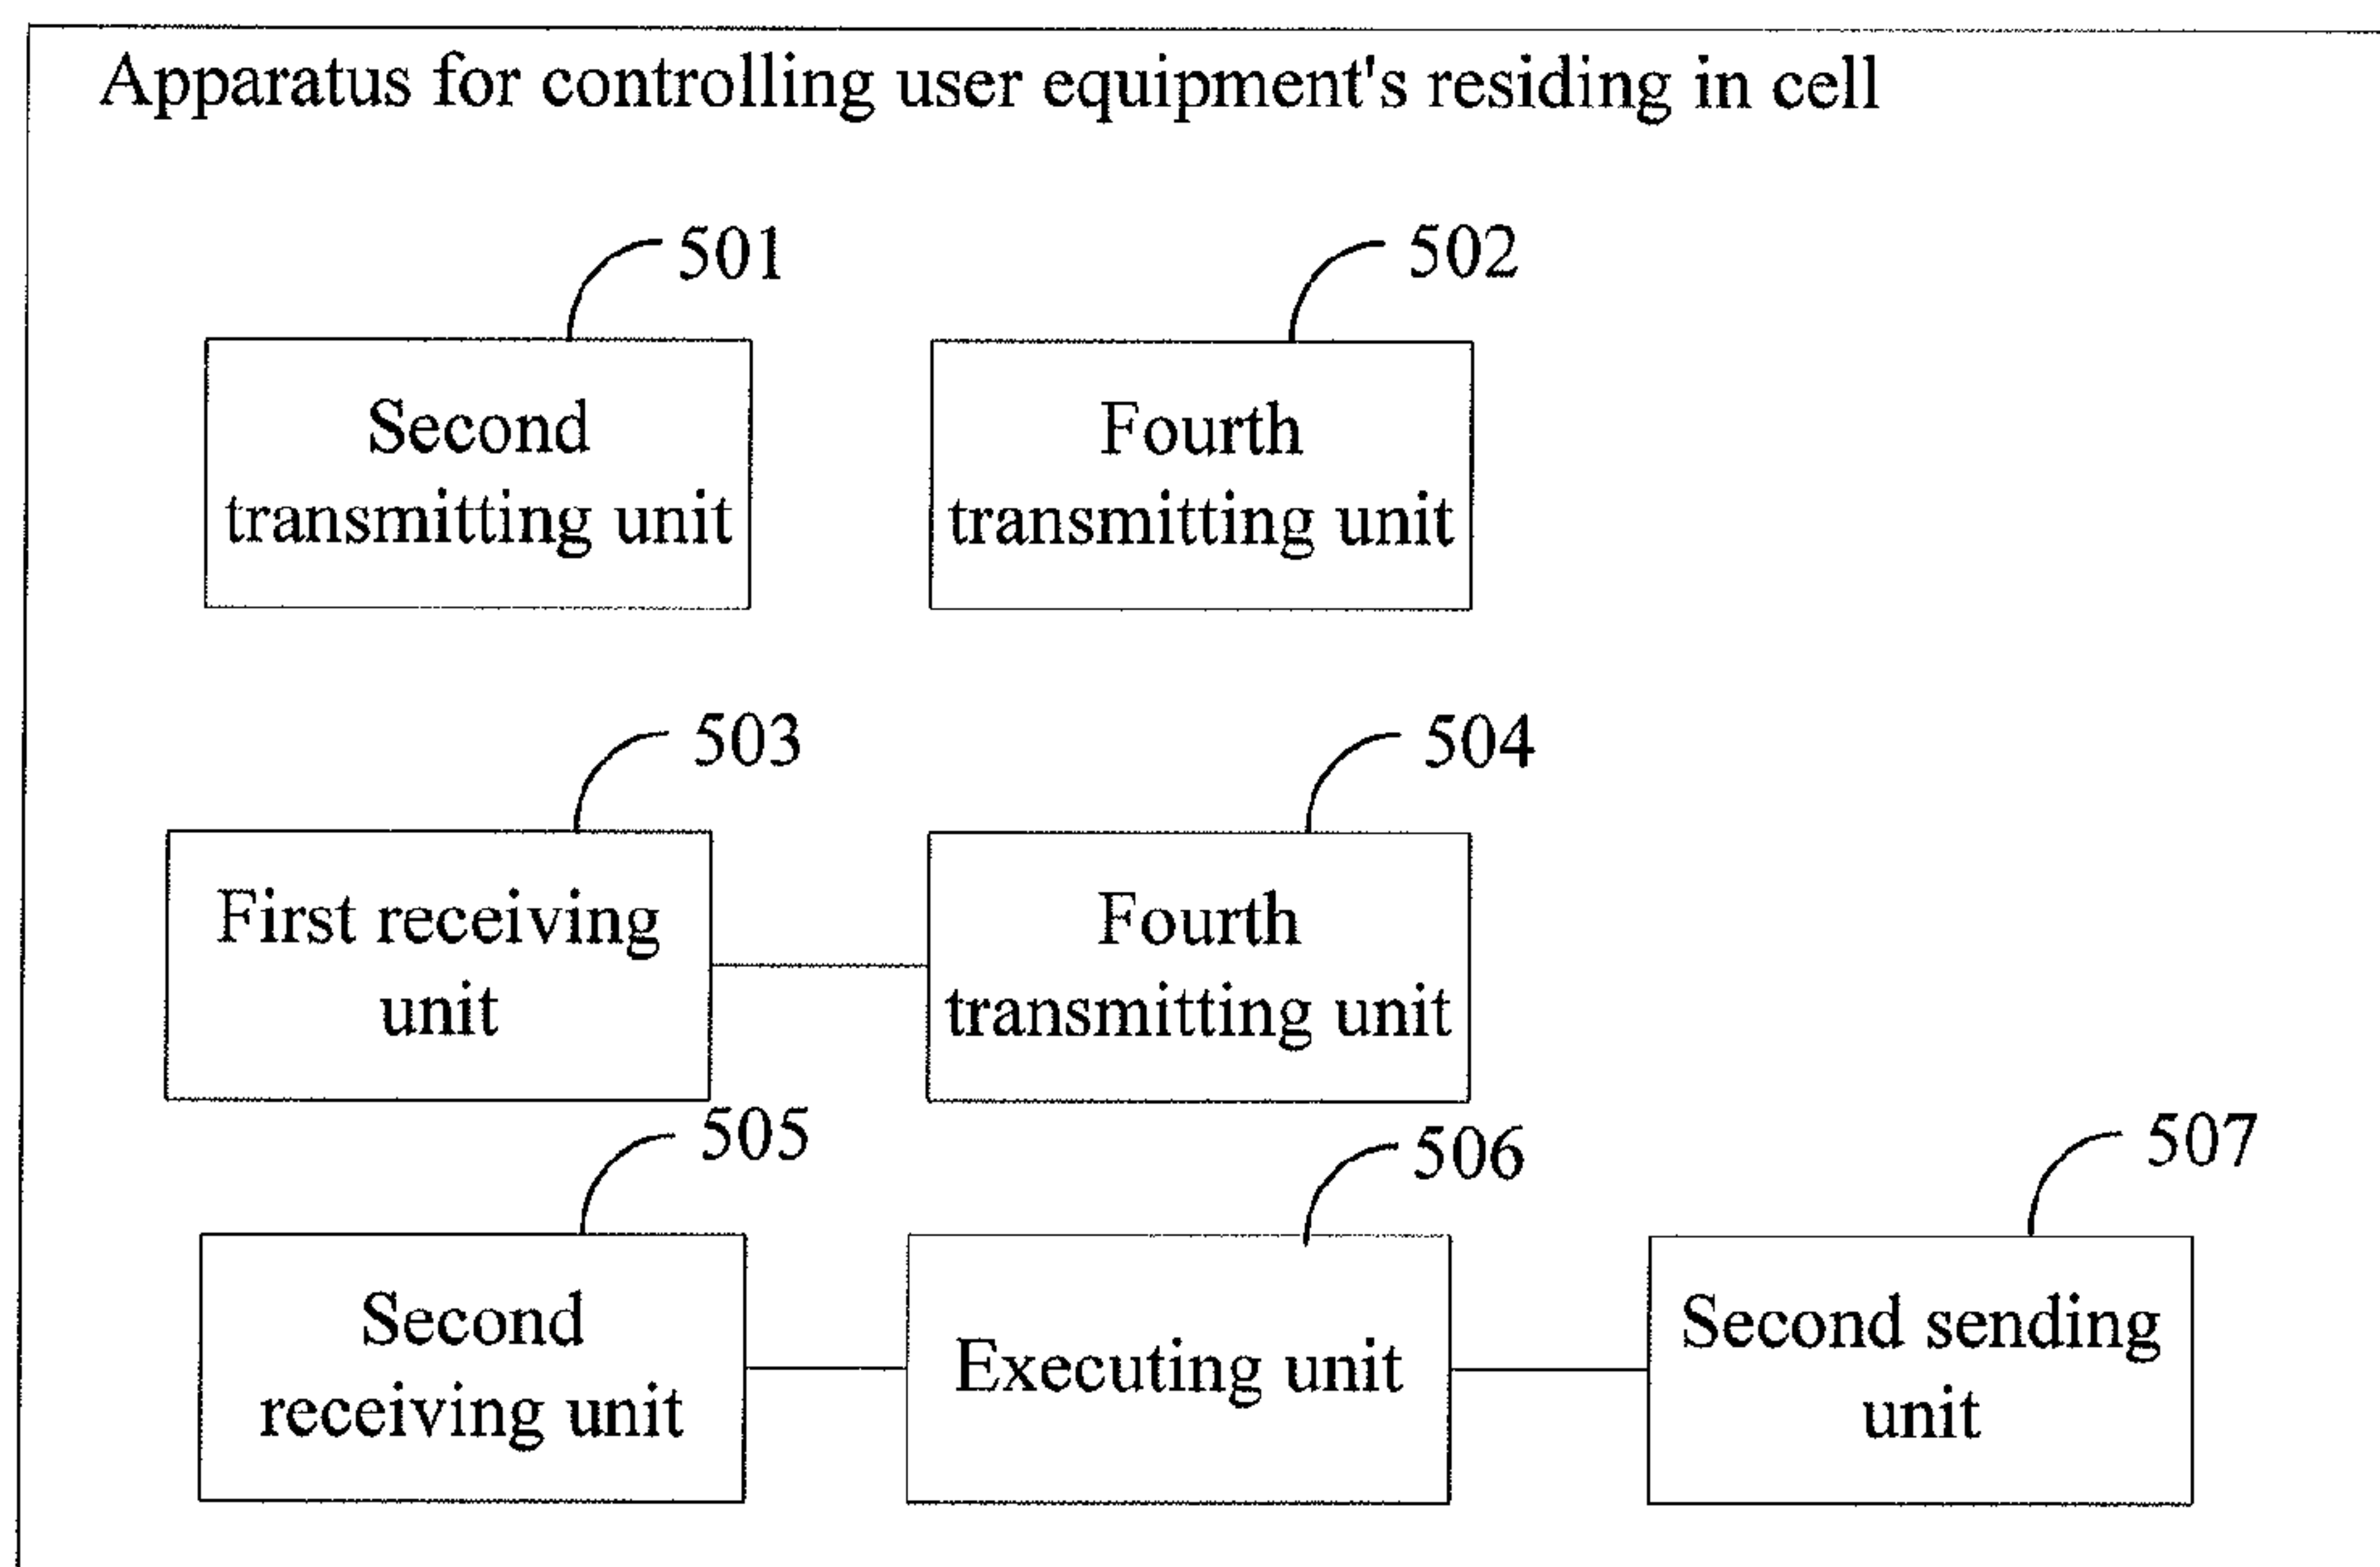 Apparatus for controlling user equipment's residing in cell
501
502
Second
transmitting unit
Fourth
transmitting unit
503
504
First receiving
unit
Fourth
transmitting unit
505
506
507
Second
receiving unit
Executing unit
Second sending
unit